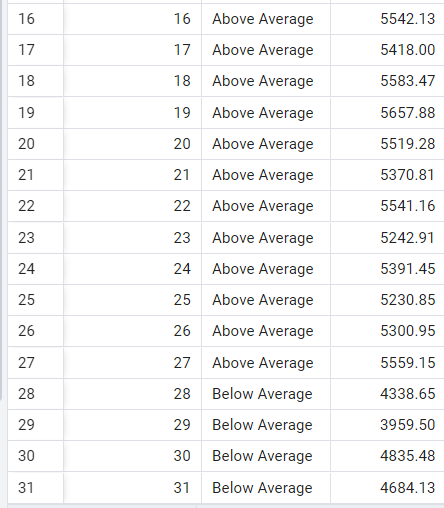 16 16 Above Average 5542.13
17 17 Above Average 5418.00
18 18 Above Average 5583.47
19 19 Above Average 5657.88
20 20 Above Average 5519.28
21 21 Above Average 5370.81
22 22 Above Average 5541.16
23 23 Above Average 5242.91
24 24 Above Average 5391.45
25 25 Above Average 5230.85
26 26 Above Average 5300.95
27 27 Above Average 5559.15
28 28 Below Average 4338.65
29 29 Below Average 3959.50
30 30 Below Average 4835.48
31 31 Below Average 4684.13